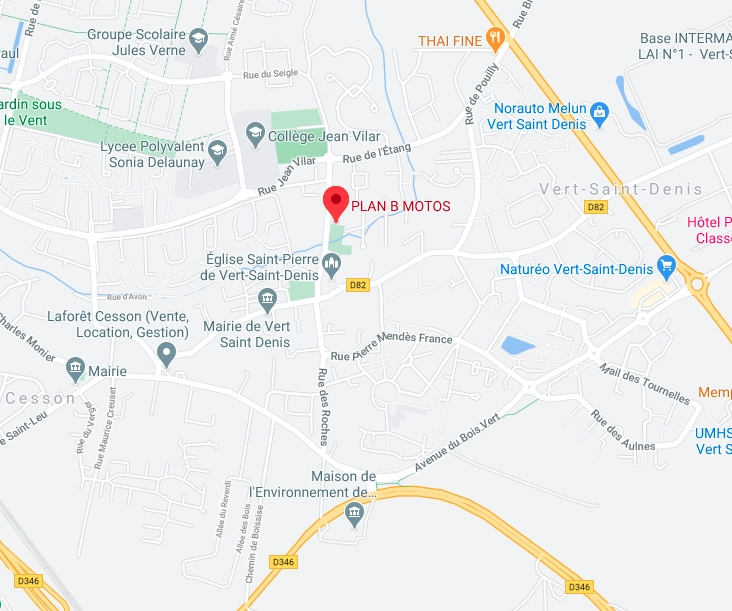 Rue de
Rue Aimé Césaire
Groupe Scolaire
Jules Verne
THAI FINE
Rue
Base INTERMA
LAI N°1 - Vert-S
Rue du Seigle
Rue de Pouilly
Norauto Melun
Vert Saint Denis
ardin sous
le Vent
Collège Jean Vilar
Lycee Polyvalent
Sonia Delaunay
Rue de l'Étang
Rue Jean Vilar
Vert-Saint-Denis
PLAN B MOTOS
D82
Hôtel P
Classe
Église Saint-Pierre
de Vert-Saint-Denis
Naturéo Vert-Saint-Denis
D82
Rue d'Avon
Laforêt Cesson (Vente,
Location, Gestion)
Mairie de Vert
Saint Denis
Charles Monier
Rue Pierre Mendès France
Mairie
Rue des Roches
Mail des Tournelles
Cesson
Memp
e Saint-Leu
Rue du Verger
Rue Maurice Creuset
Avenue du Bois Vert
Rue des Aulnes
UMHS
Vert S
Maison de
l'Environnement de...
Allée du Reverdi
Allée des Bois
Chemin de Boissise
D346
D346
D346